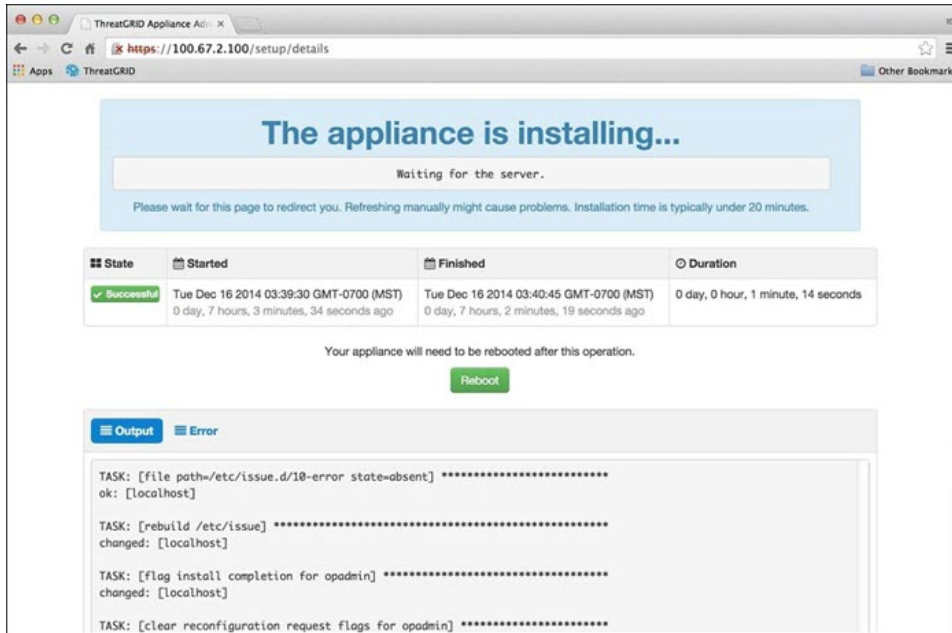 ThreatGRID Appliance Adn
https://100.67.2.100/setup/details
Apps ThreatGRID Other Bookmark
The appliance is installing...
Waiting for the server.
Please wait for this page to redirect you. Refreshing manually might cause problems. Installation time is typically under 20 minutes.
State Started Finished Duration
Successful Tue Dec 16 2014 03:39:30 GMT-0700 (MST) Tue Dec 16 2014 03:40:45 GMT-0700 (MST) 0 day, 0 hour, 1 minute, 14 seconds
0 day, 7 hours, 3 minutes, 34 seconds ago 0 day, 7 hours, 2 minutes, 19 seconds ago
Your appliance will need to be rebooted after this operation.
Reboot
Output Error
TASK: [file path=/etc/issue.d/10-error state=absent] **************************
ok: [localhost]
TASK: [rebuild /etc/issue] ****************************************************
changed: [localhost]
TASK: [flag install completion for opadmin] ***********************************
changed: [localhost]
TASK: [clear reconfiguration request flags for opadmin] ***********************